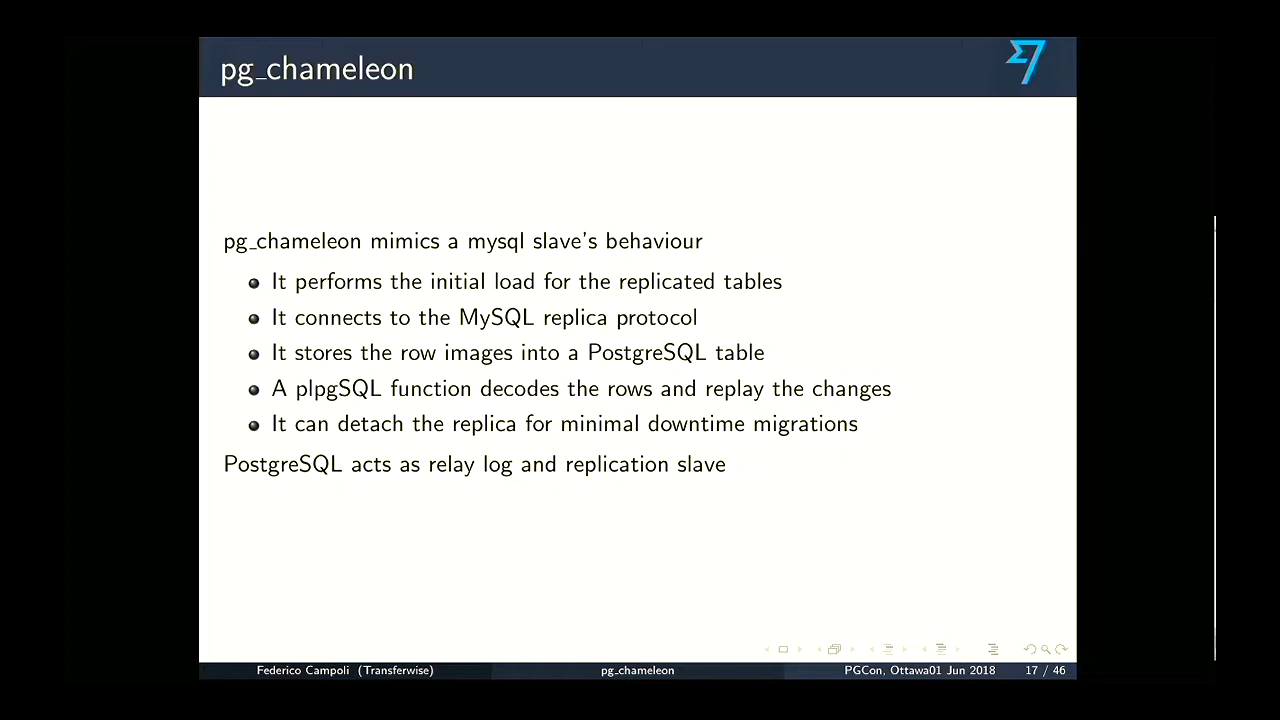 pg_chameleon
pg_chameleon mimics a mysql slave's behaviour
It performs the initial load for the replicated tables
It connects to the MySQL replica protocol
It stores the row images into a PostgreSQL table
A plpgSQL function decodes the rows and replay the changes
It can detach the replica for minimal downtime migrations
PostgreSQL acts as relay log and replication slave
Federico Campoli (Transferwise) pg_chameleon PGCon, Ottawa01 Jun 2018 17 / 46